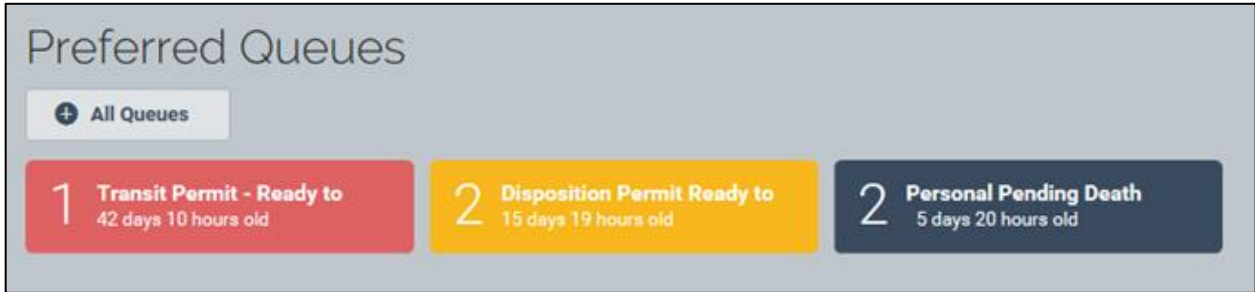 Preferred Queues
All Queues
1 Transit Permit - Ready to
42 days 10 hours old
2 Disposition Permit Ready to
15 days 19 hours old
2 Personal Pending Death
5 days 20 hours old